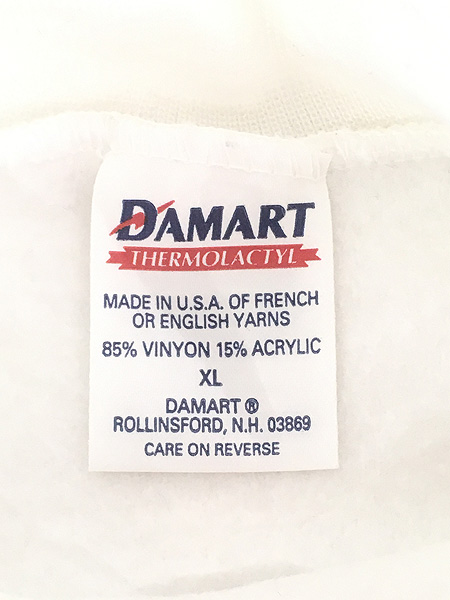 DAMART
THERMOLACTYL
MADE IN U.S.A. OF FRENCH
OR ENGLISH YARNS
85% VINYON 15% ACRYLIC
XL
DAMART ®
ROLLINSFORD, N.H. 03869
CARE ON REVERSE